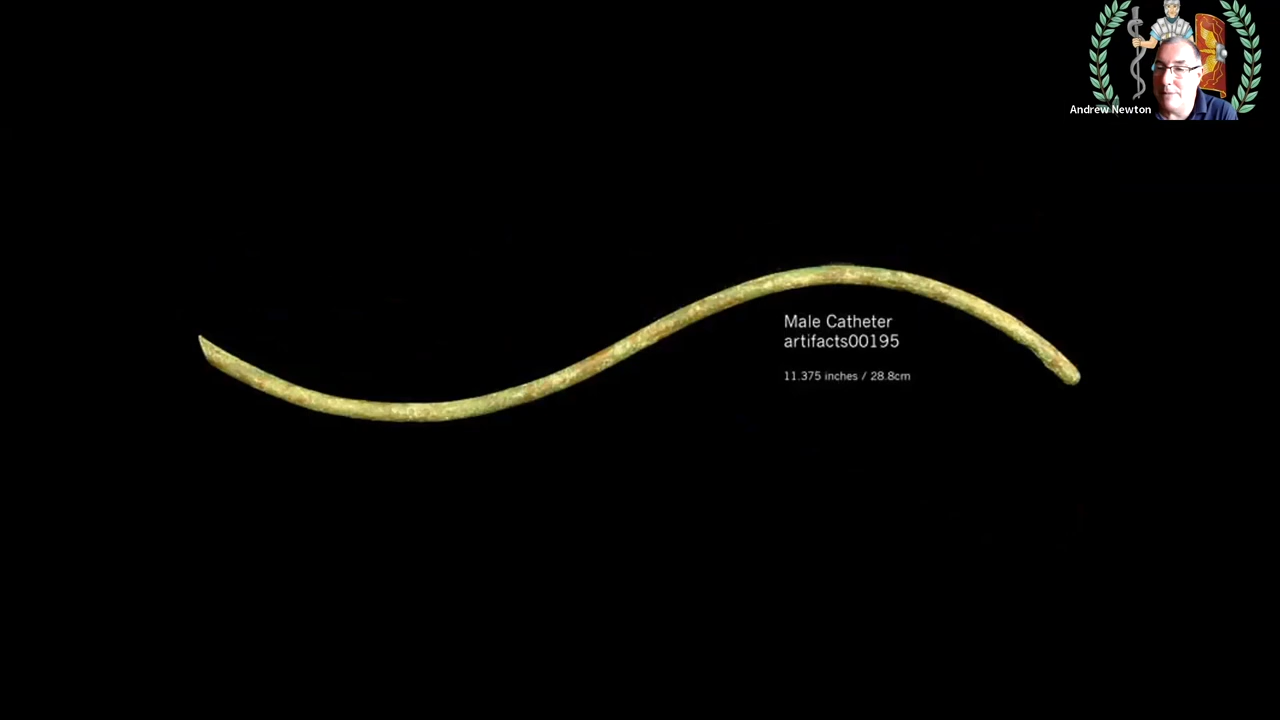 Andrew Newton
Male Catheter
artifacts00195
11.375 inches / 28.8cm